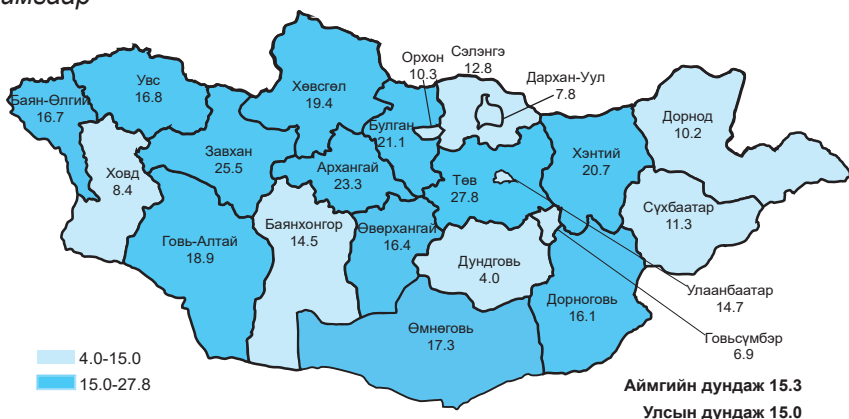 Орхон
10.3
Сэлэнгэ
12.8
Дархан-Уул
7.8
Увс
16.8
Баян-Өлгий
16.7
Хөвсгөл
19.4
Булган
21.1
Дорнод
10.2
Ховд
8.4
Завхан
25.5
Архангай
23.3
Төв
27.8
Хэнтий
20.7
Говь-Алтай
18.9
Баянхонгор
14.5
Өвөрхангай
16.4
Сүхбаатар
11.3
Дундговь
4.0
Дорноговь
16.1
Улаанбаатар
14.7
Өмнөговь
17.3
Говьсүмбэр
6.9
4.0-15.0
15.0-27.8
Аймгийн дундаж 15.3
Улсын дундаж 15.0